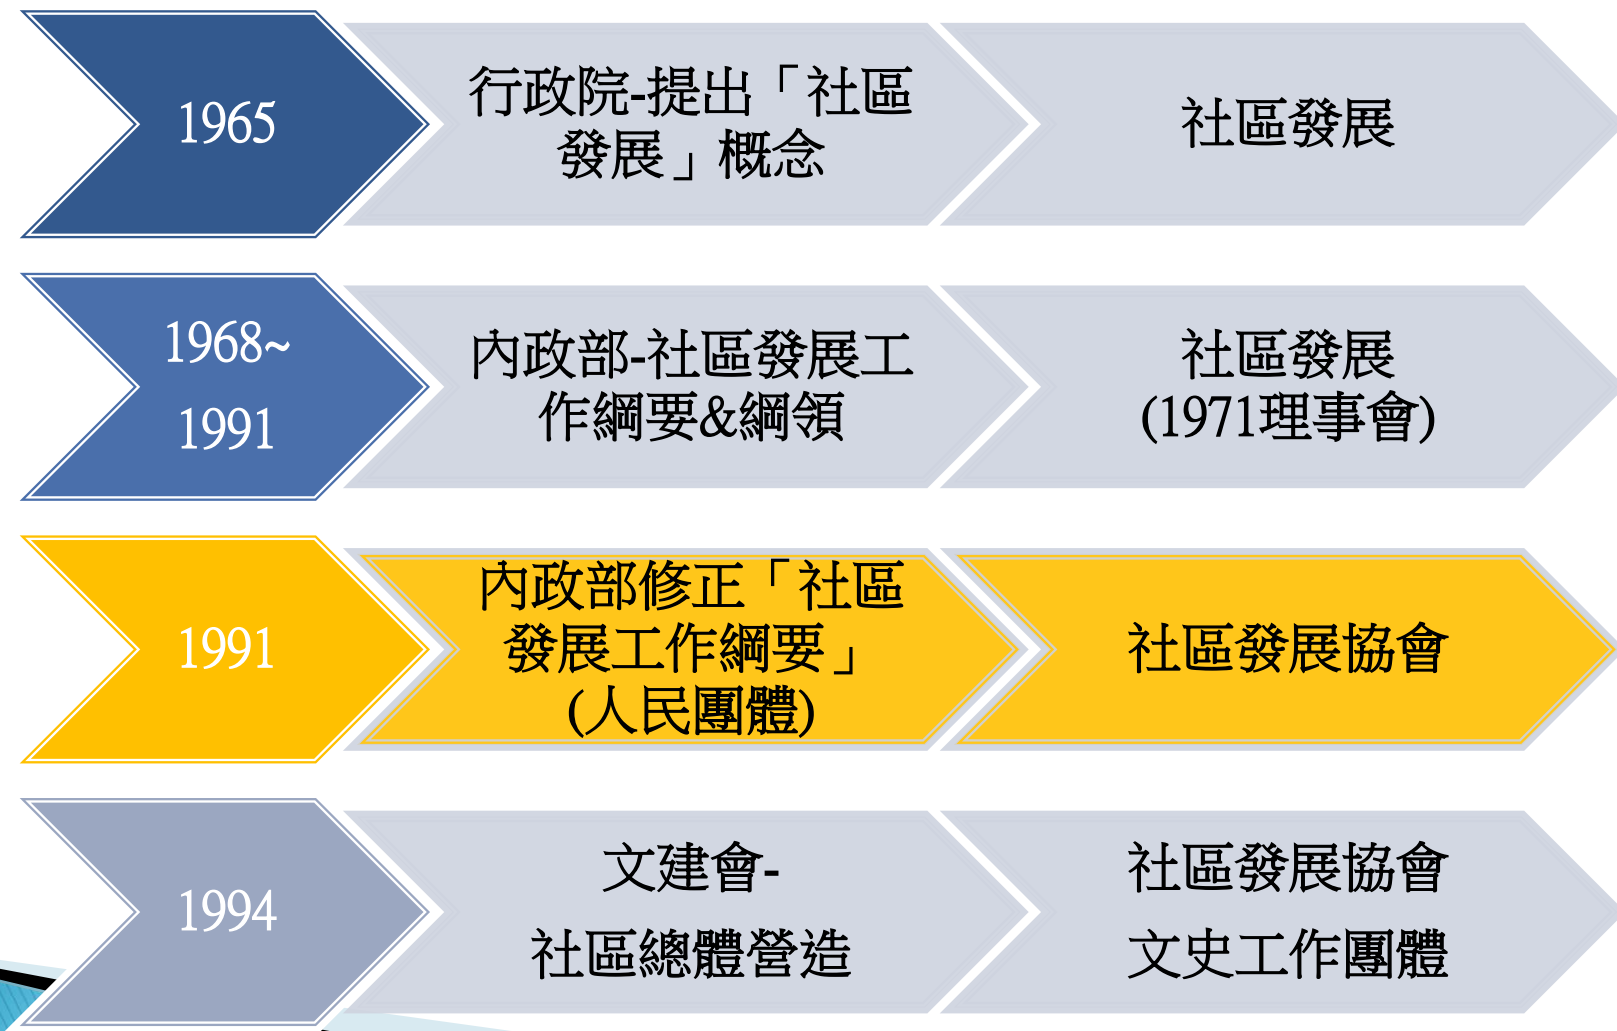 1965
行政院-提出「社區
發展」概念
社區發展
1968~
1991
內政部-社區發展工
作綱要&綱領
社區發展
(1971理事會)
1991
內政部修正「社區
發展工作綱要」
(人民團體)
社區發展協會
1994
文建會-
社區總體營造
社區發展協會
文史工作團體